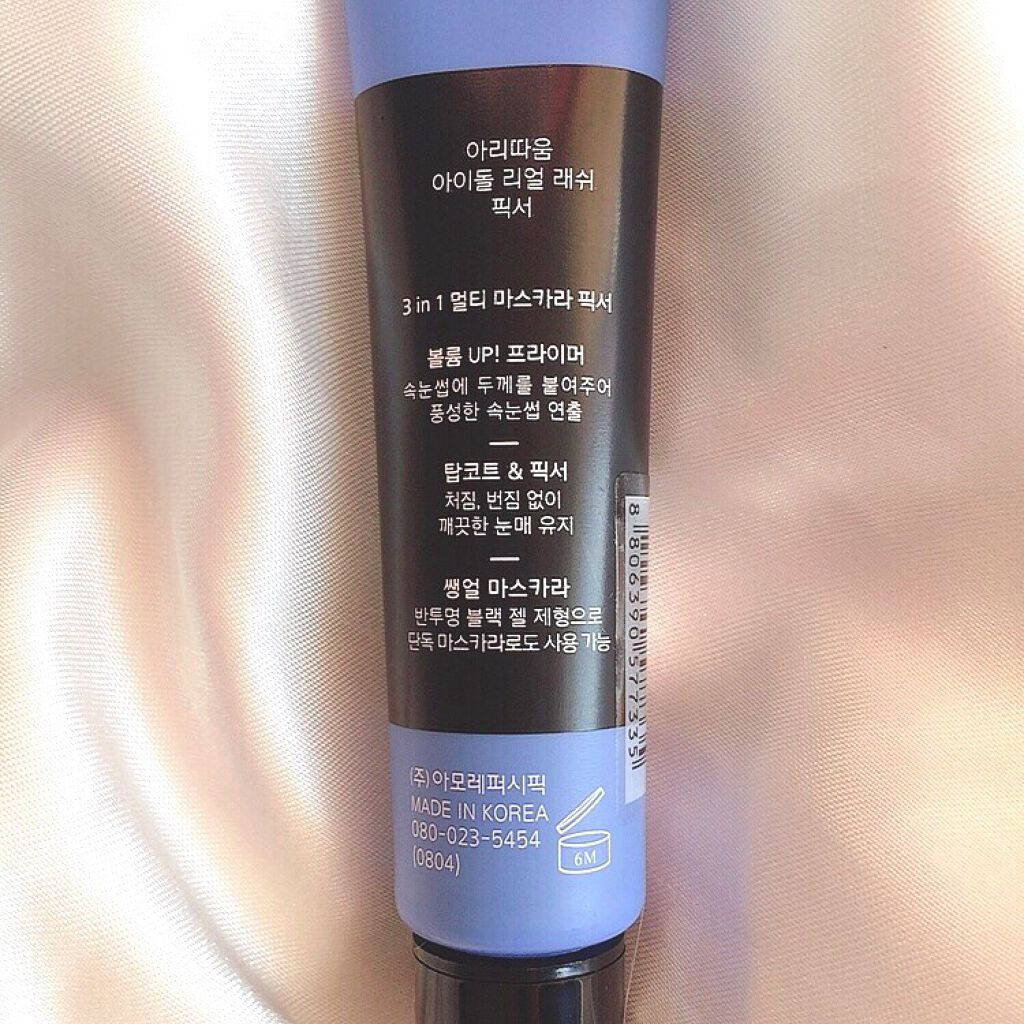 아리따움
아이돌 리얼 래쉬
픽서
3 in 1 멀티 마스카라 픽서
볼륨 UP! 프라이머
속눈썹에 두께를 붙여주어
풍성한 속눈썹 연출
탑코트 & 픽서
처짐, 번짐 없이
깨끗한 눈매 유지
쌩얼 마스카라
반투명 블랙 젤 제형으로
단독 마스카라로도 사용 가능
(주)아모레퍼시픽
MADE IN KOREA
080-023-5454
(0804)
6M
8 806390 577335